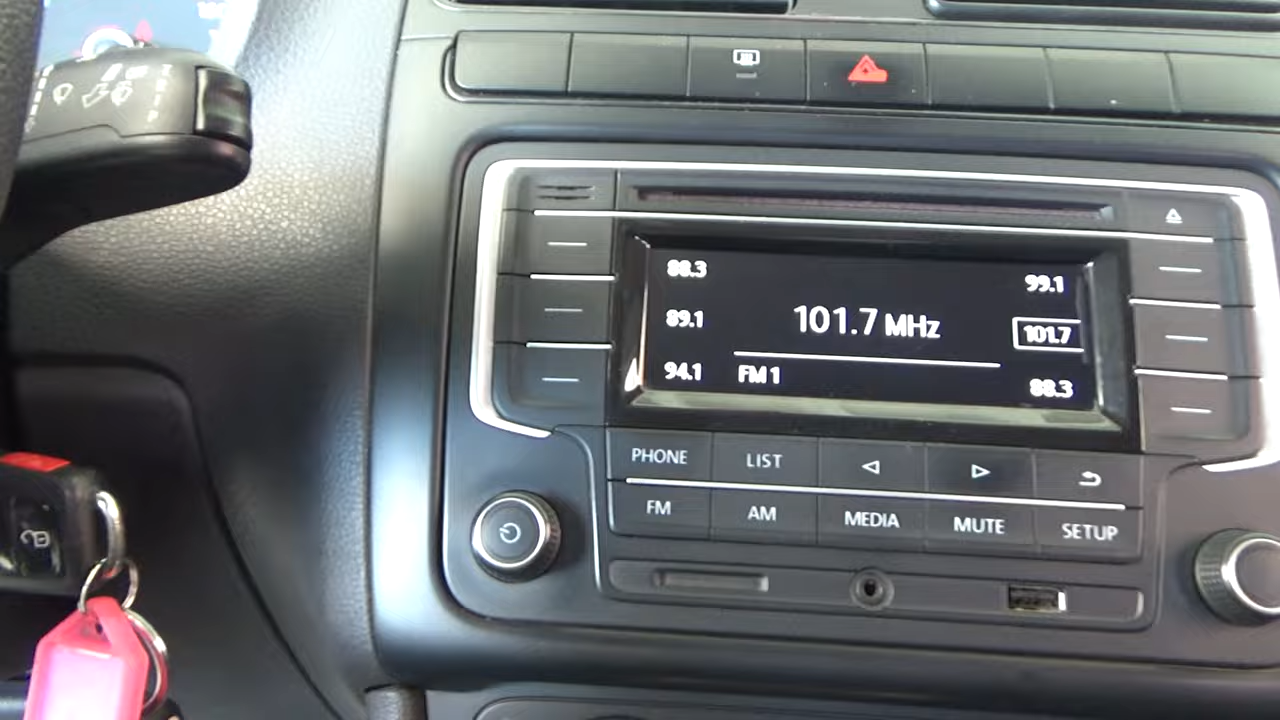 88.3
99.1
89.1
101.7 MHz
101.7
94.1
FM 1
88.3
PHONE
LIST
FM
AM
MEDIA
MUTE
SETUP